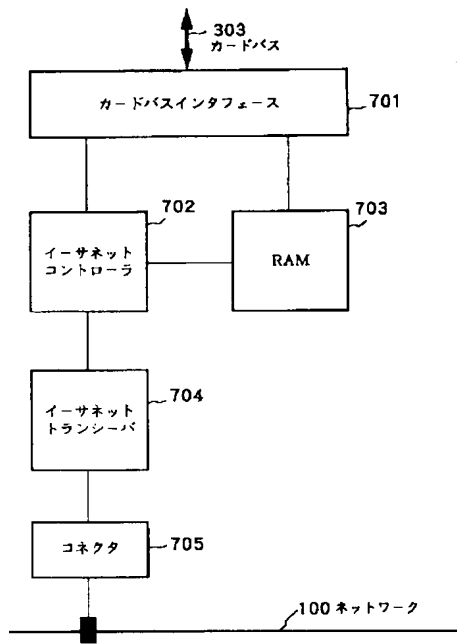 303
カードバス
カードバスインタフェース
701
702
703
イーサネット
コントローラ
RAM
704
イーサネット
トランシーバ
コネクタ
705
100 ネットワーク